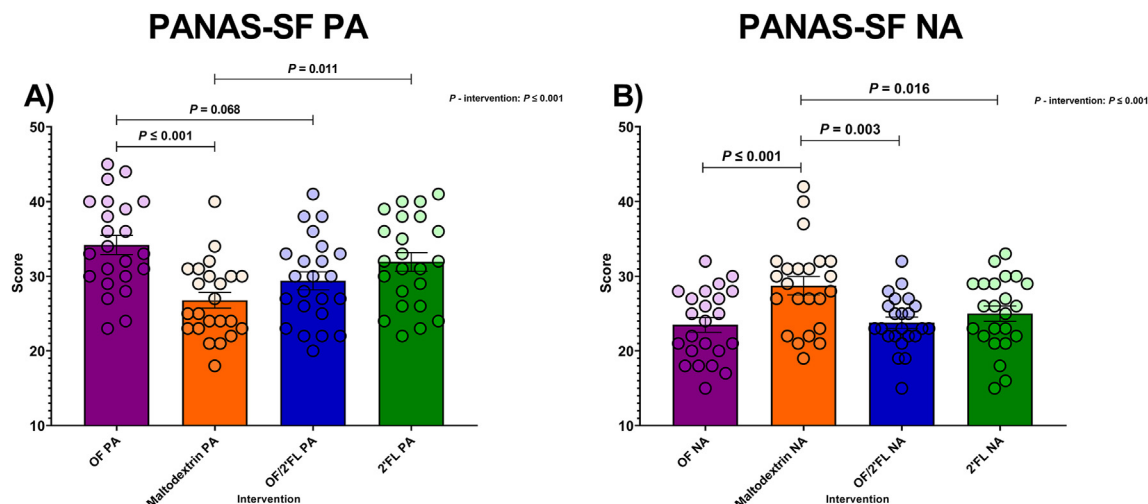 PANAS-SF PA
PANAS-SF NA
A)
P = 0.011
P - intervention: P ≤ 0.001
P = 0.068
P ≤ 0.001
50
40
30
20
10
Score
OF PA
Maltodextrin PA
OF/2'FL PA
2'FL PA
Intervention
B)
P = 0.016
P - intervention: P ≤ 0.001
P = 0.003
P ≤ 0.001
50
40
30
20
10
Score
OF NA
Maltodextrin NA
OF/2'FL NA
2'FL NA
Intervention